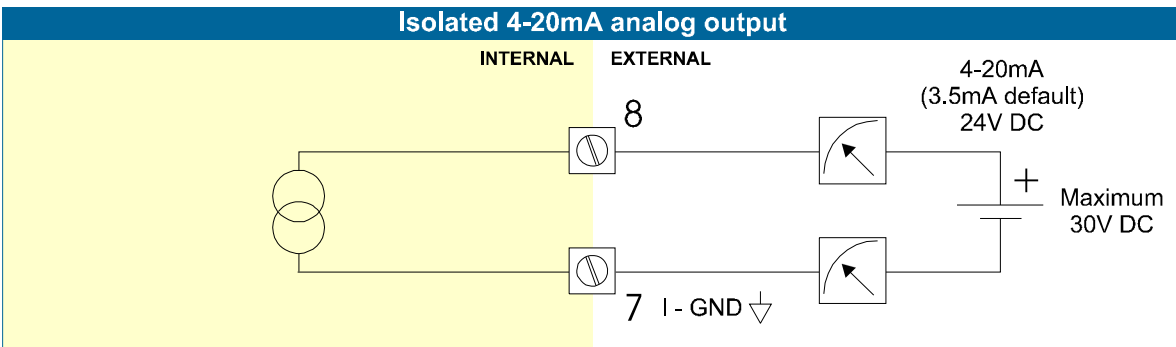 Isolated 4-20mA analog output
INTERNAL EXTERNAL
4-20mA
(3.5mA default)
24V DC
8
+
Maximum
30V DC
7 I - GND